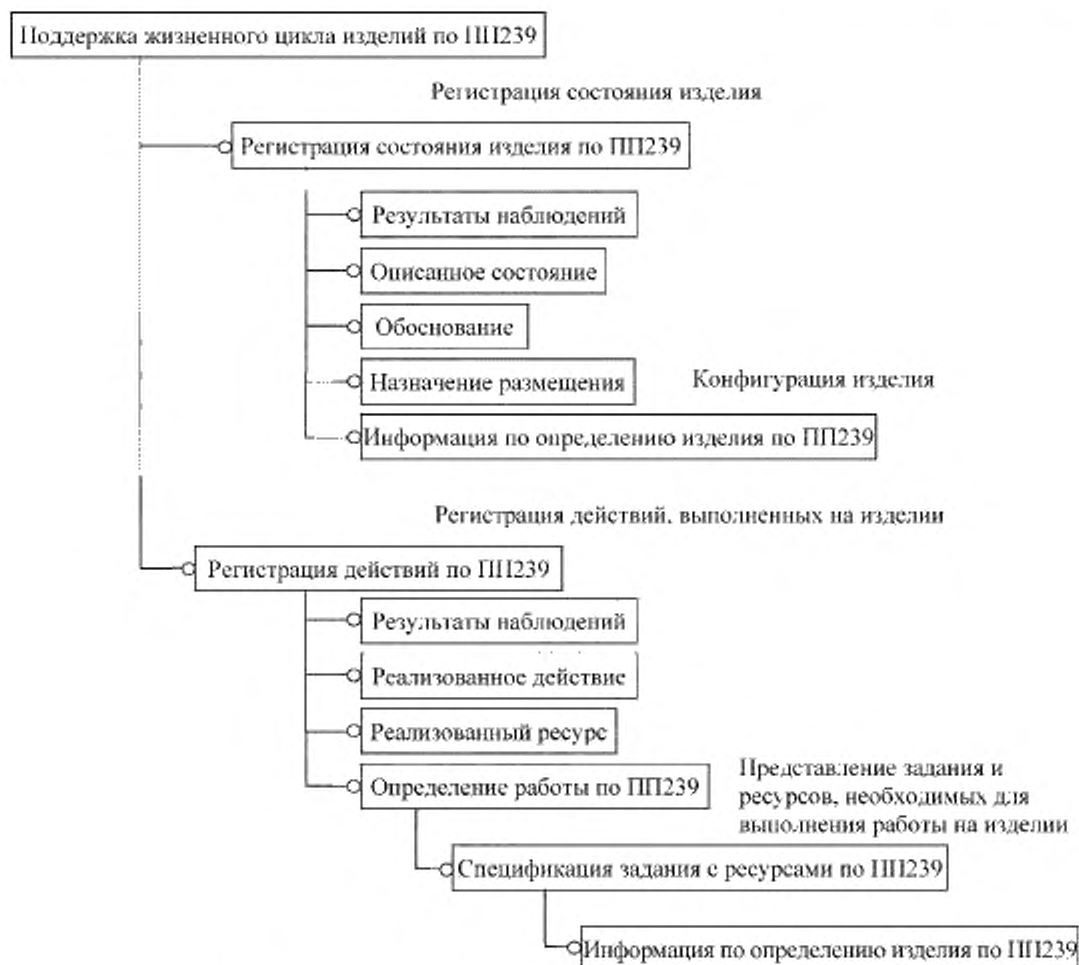 Поддержка жизненного цикла изделий по ПП239
Регистрация состояния изделия
Регистрация состояния изделия по ПП239
Результаты наблюдений
Описанное состояние
Обоснование
Назначение размещения
Конфигурация изделия
Информация по определению изделия по ПП239
Регистрация действий, выполненных на изделии
Регистрация действий по ПП239
Результаты наблюдений
Реализованное действие
Реализованный ресурс
Определение работы по ПП239
Представление задания и
ресурсов, необходимых для
выполнения работы на изделии
Спецификация задания с ресурсами по ПП239
Информация по определению изделия по ПП239